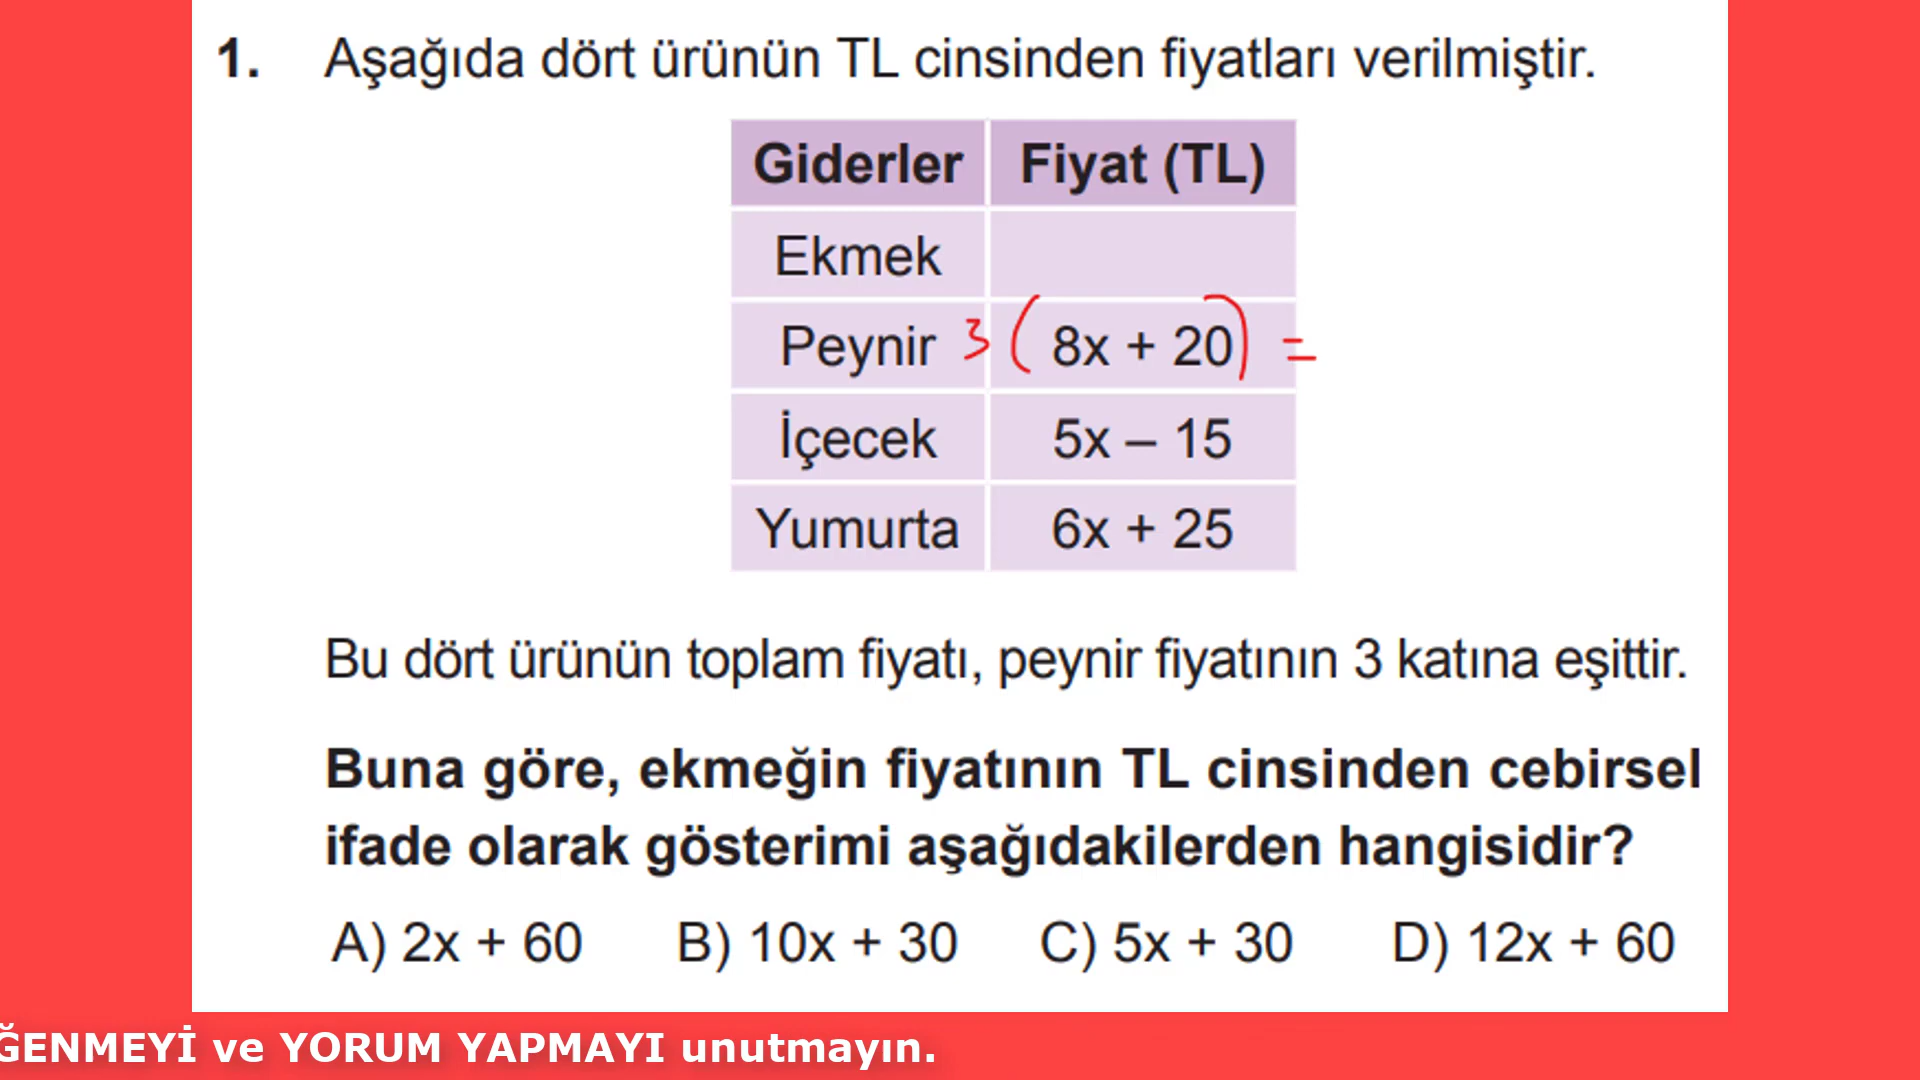 1. Aşağıda dört ürünün TL cinsinden fiyatları verilmiştir.
Giderler Fiyat (TL)
Ekmek
Peynir 3 ( 8x + 20 ) =
İçecek 5x – 15
Yumurta 6x + 25
Bu dört ürünün toplam fiyatı, peynir fiyatının 3 katına eşittir.
Buna göre, ekmeğin fiyatının TL cinsinden cebirsel
ifade olarak gösterimi aşağıdakilerden hangisidir?
A) 2x + 60 B) 10x + 30 C) 5x + 30 D) 12x + 60
ĞENMEYİ ve YORUM YAPMAYI unutmayın.